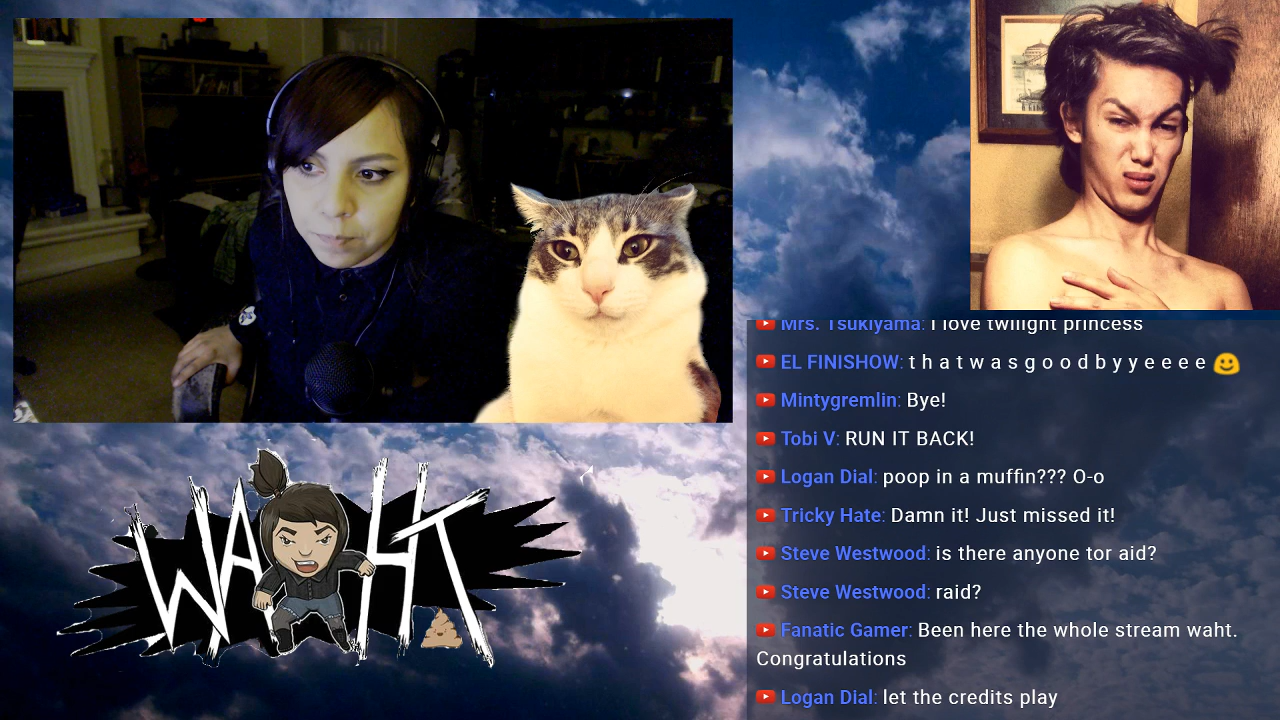 Mrs. Tsukiyama: I love twilight princess
EL FINISHOW: t h a t w a s g o o d b y y e e e e
Mintygremlin: Bye!
Tobi V: RUN IT BACK!
Logan Dial: poop in a muffin??? O-o
Tricky Hate: Damn it! Just missed it!
Steve Westwood: is there anyone tor aid?
Steve Westwood: raid?
Fanatic Gamer: Been here the whole stream waht.
Congratulations
Logan Dial: let the credits play
WAHT